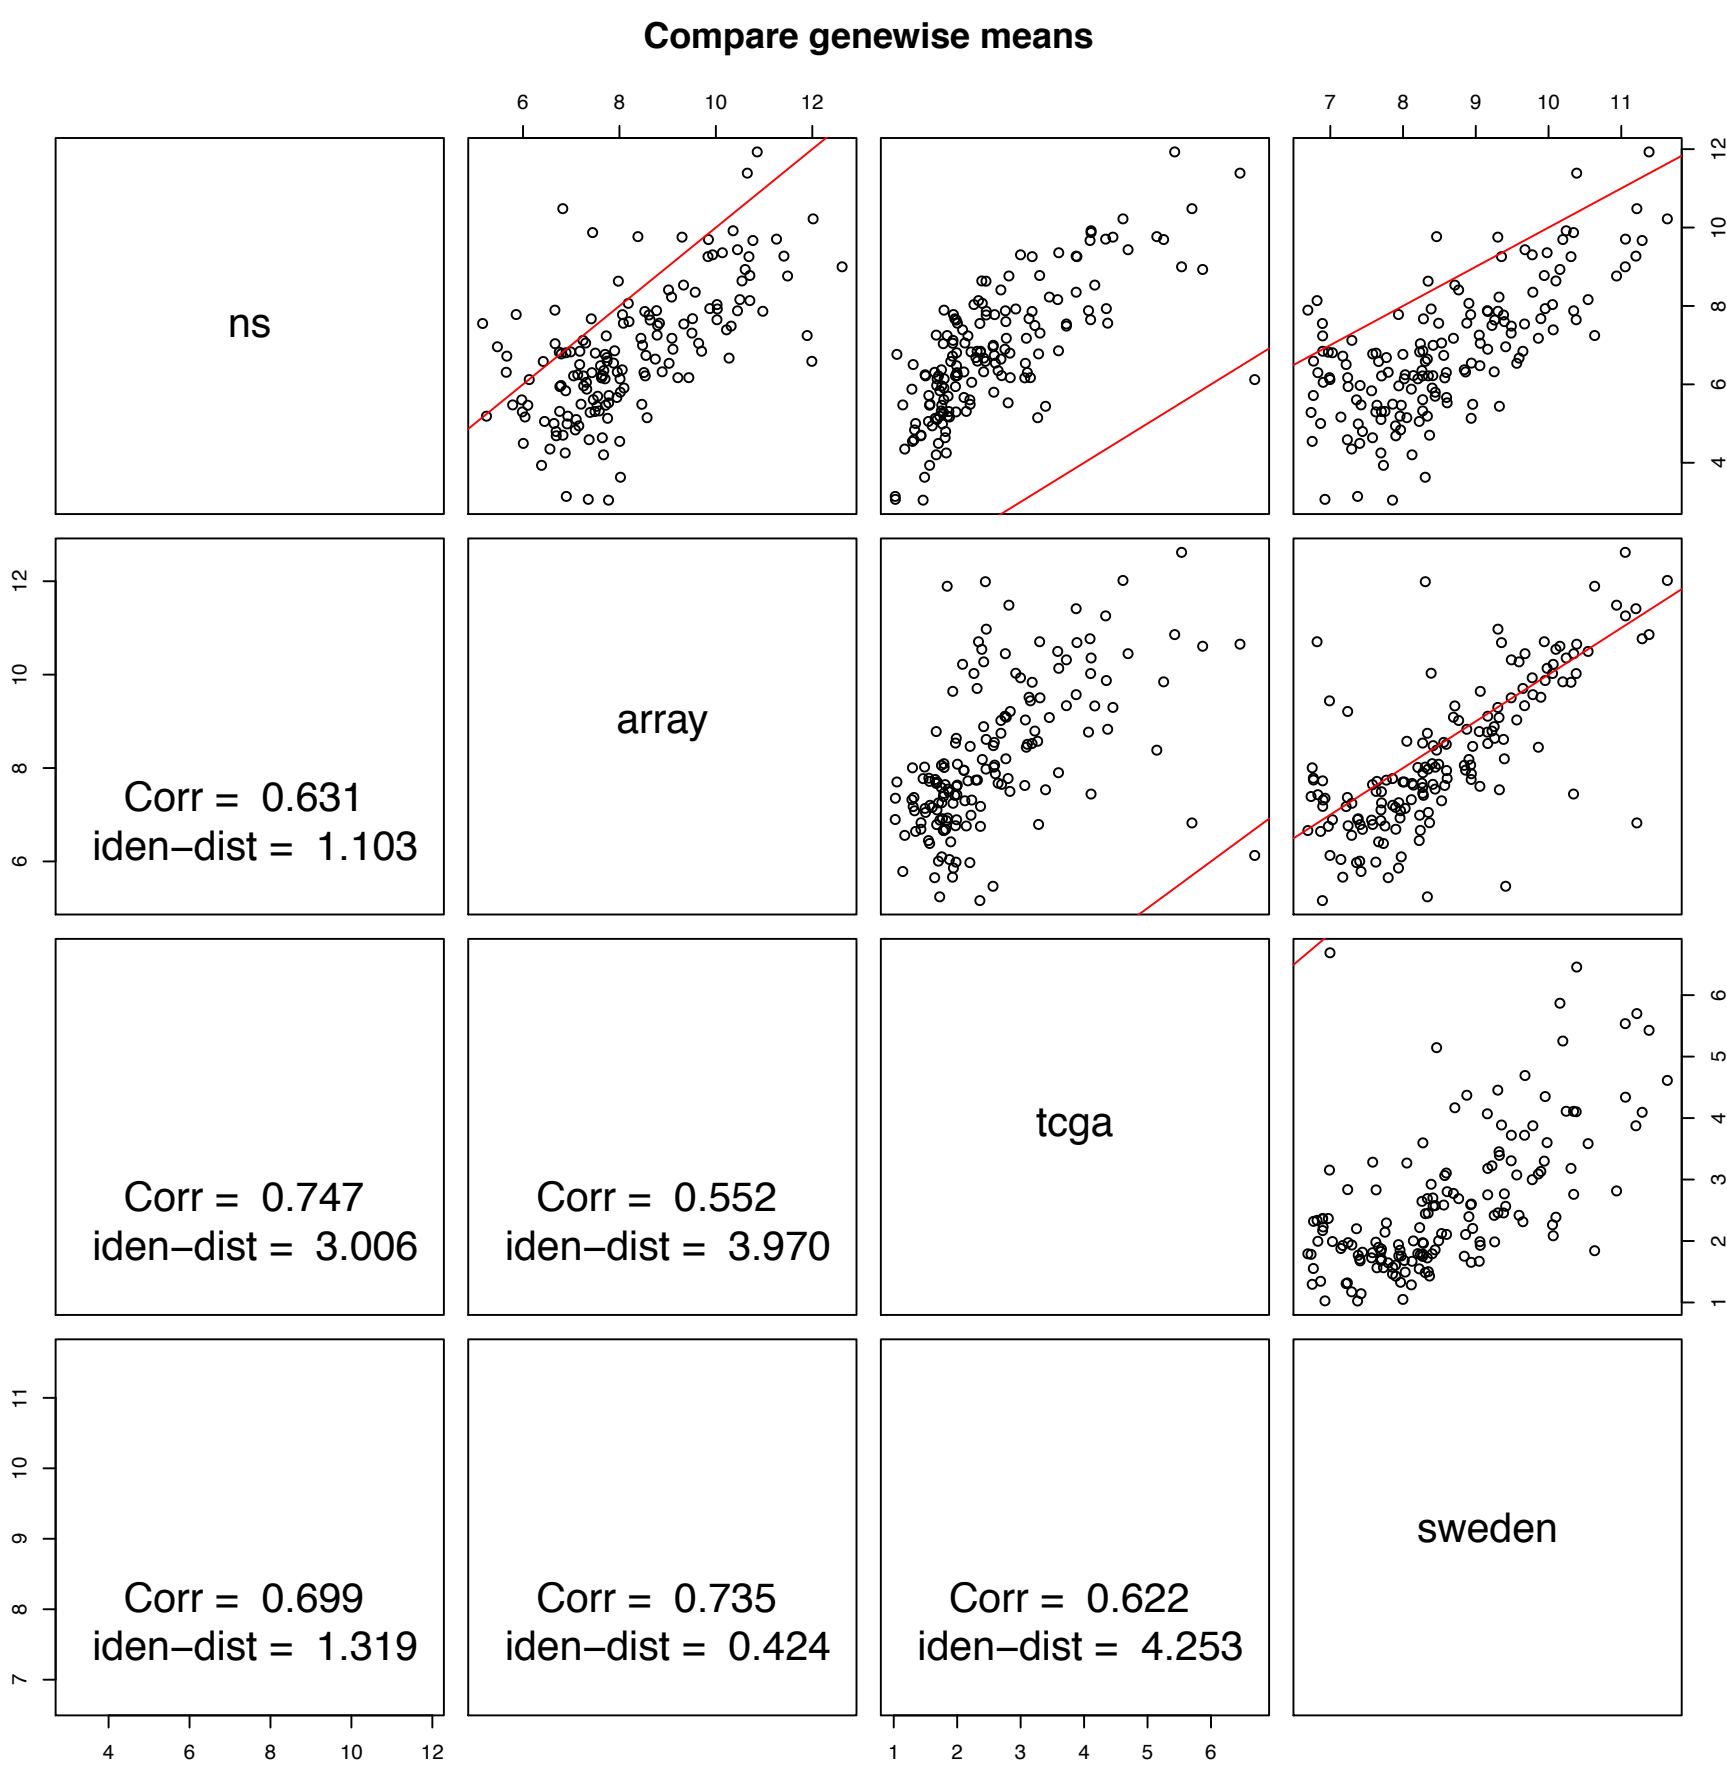 Compare genewise means
6 8 10 12
7 8 9 10 11
ns
4 6 8 10 12
6 8 10 12
Corr = 0.631
iden−dist = 1.103
array
Corr = 0.747
iden−dist = 3.006
Corr = 0.552
iden−dist = 3.970
tcga
1 2 3 4 5 6
7 8 9 10 11
Corr = 0.699
iden−dist = 1.319
Corr = 0.735
iden−dist = 0.424
Corr = 0.622
iden−dist = 4.253
sweden
4 6 8 10 12
1 2 3 4 5 6